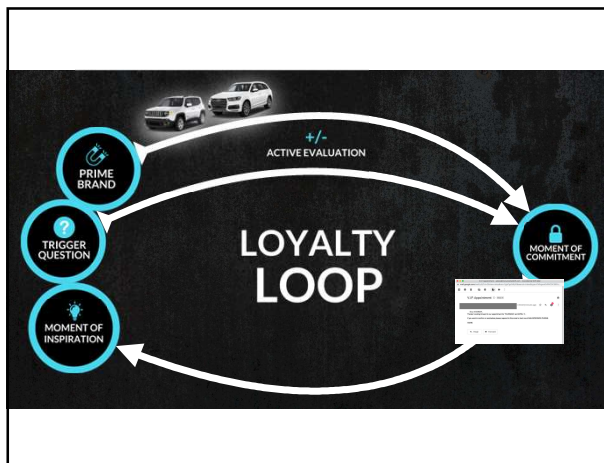 +/-
ACTIVE EVALUATION
PRIME
BRAND
?
TRIGGER
QUESTION
LOYALTY
LOOP
MOMENT OF
COMMITMENT
MOMENT OF
INSPIRATION